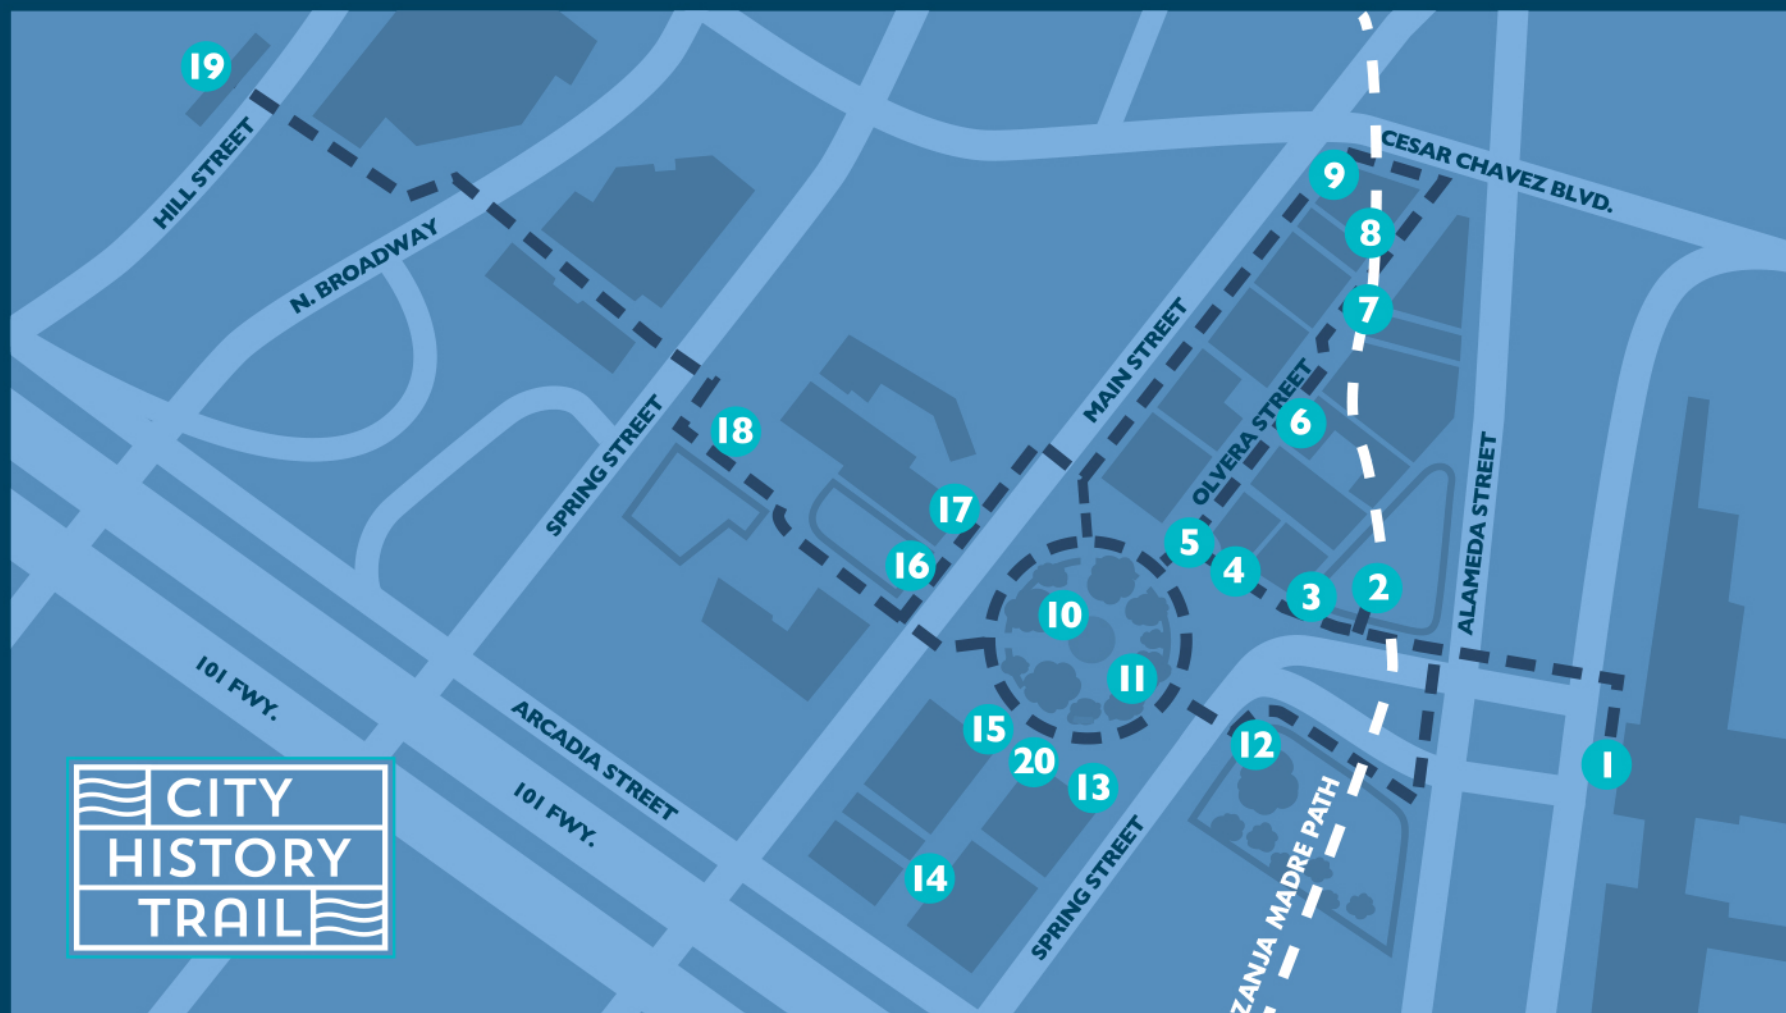 19
HILL STREET
N. BROADWAY
CESAR CHAVEZ BLVD.
9
8
7
MAIN STREET
OLVERA STREET
6
18
SPRING STREET
ALAMEDA STREET
17
16
5
4
3
2
10
11
101 FWY.
ARCADIA STREET
101 FWY.
15
20
13
12
1
14
SPRING STREET
ZANJA MADRE PATH
CITY
HISTORY
TRAIL